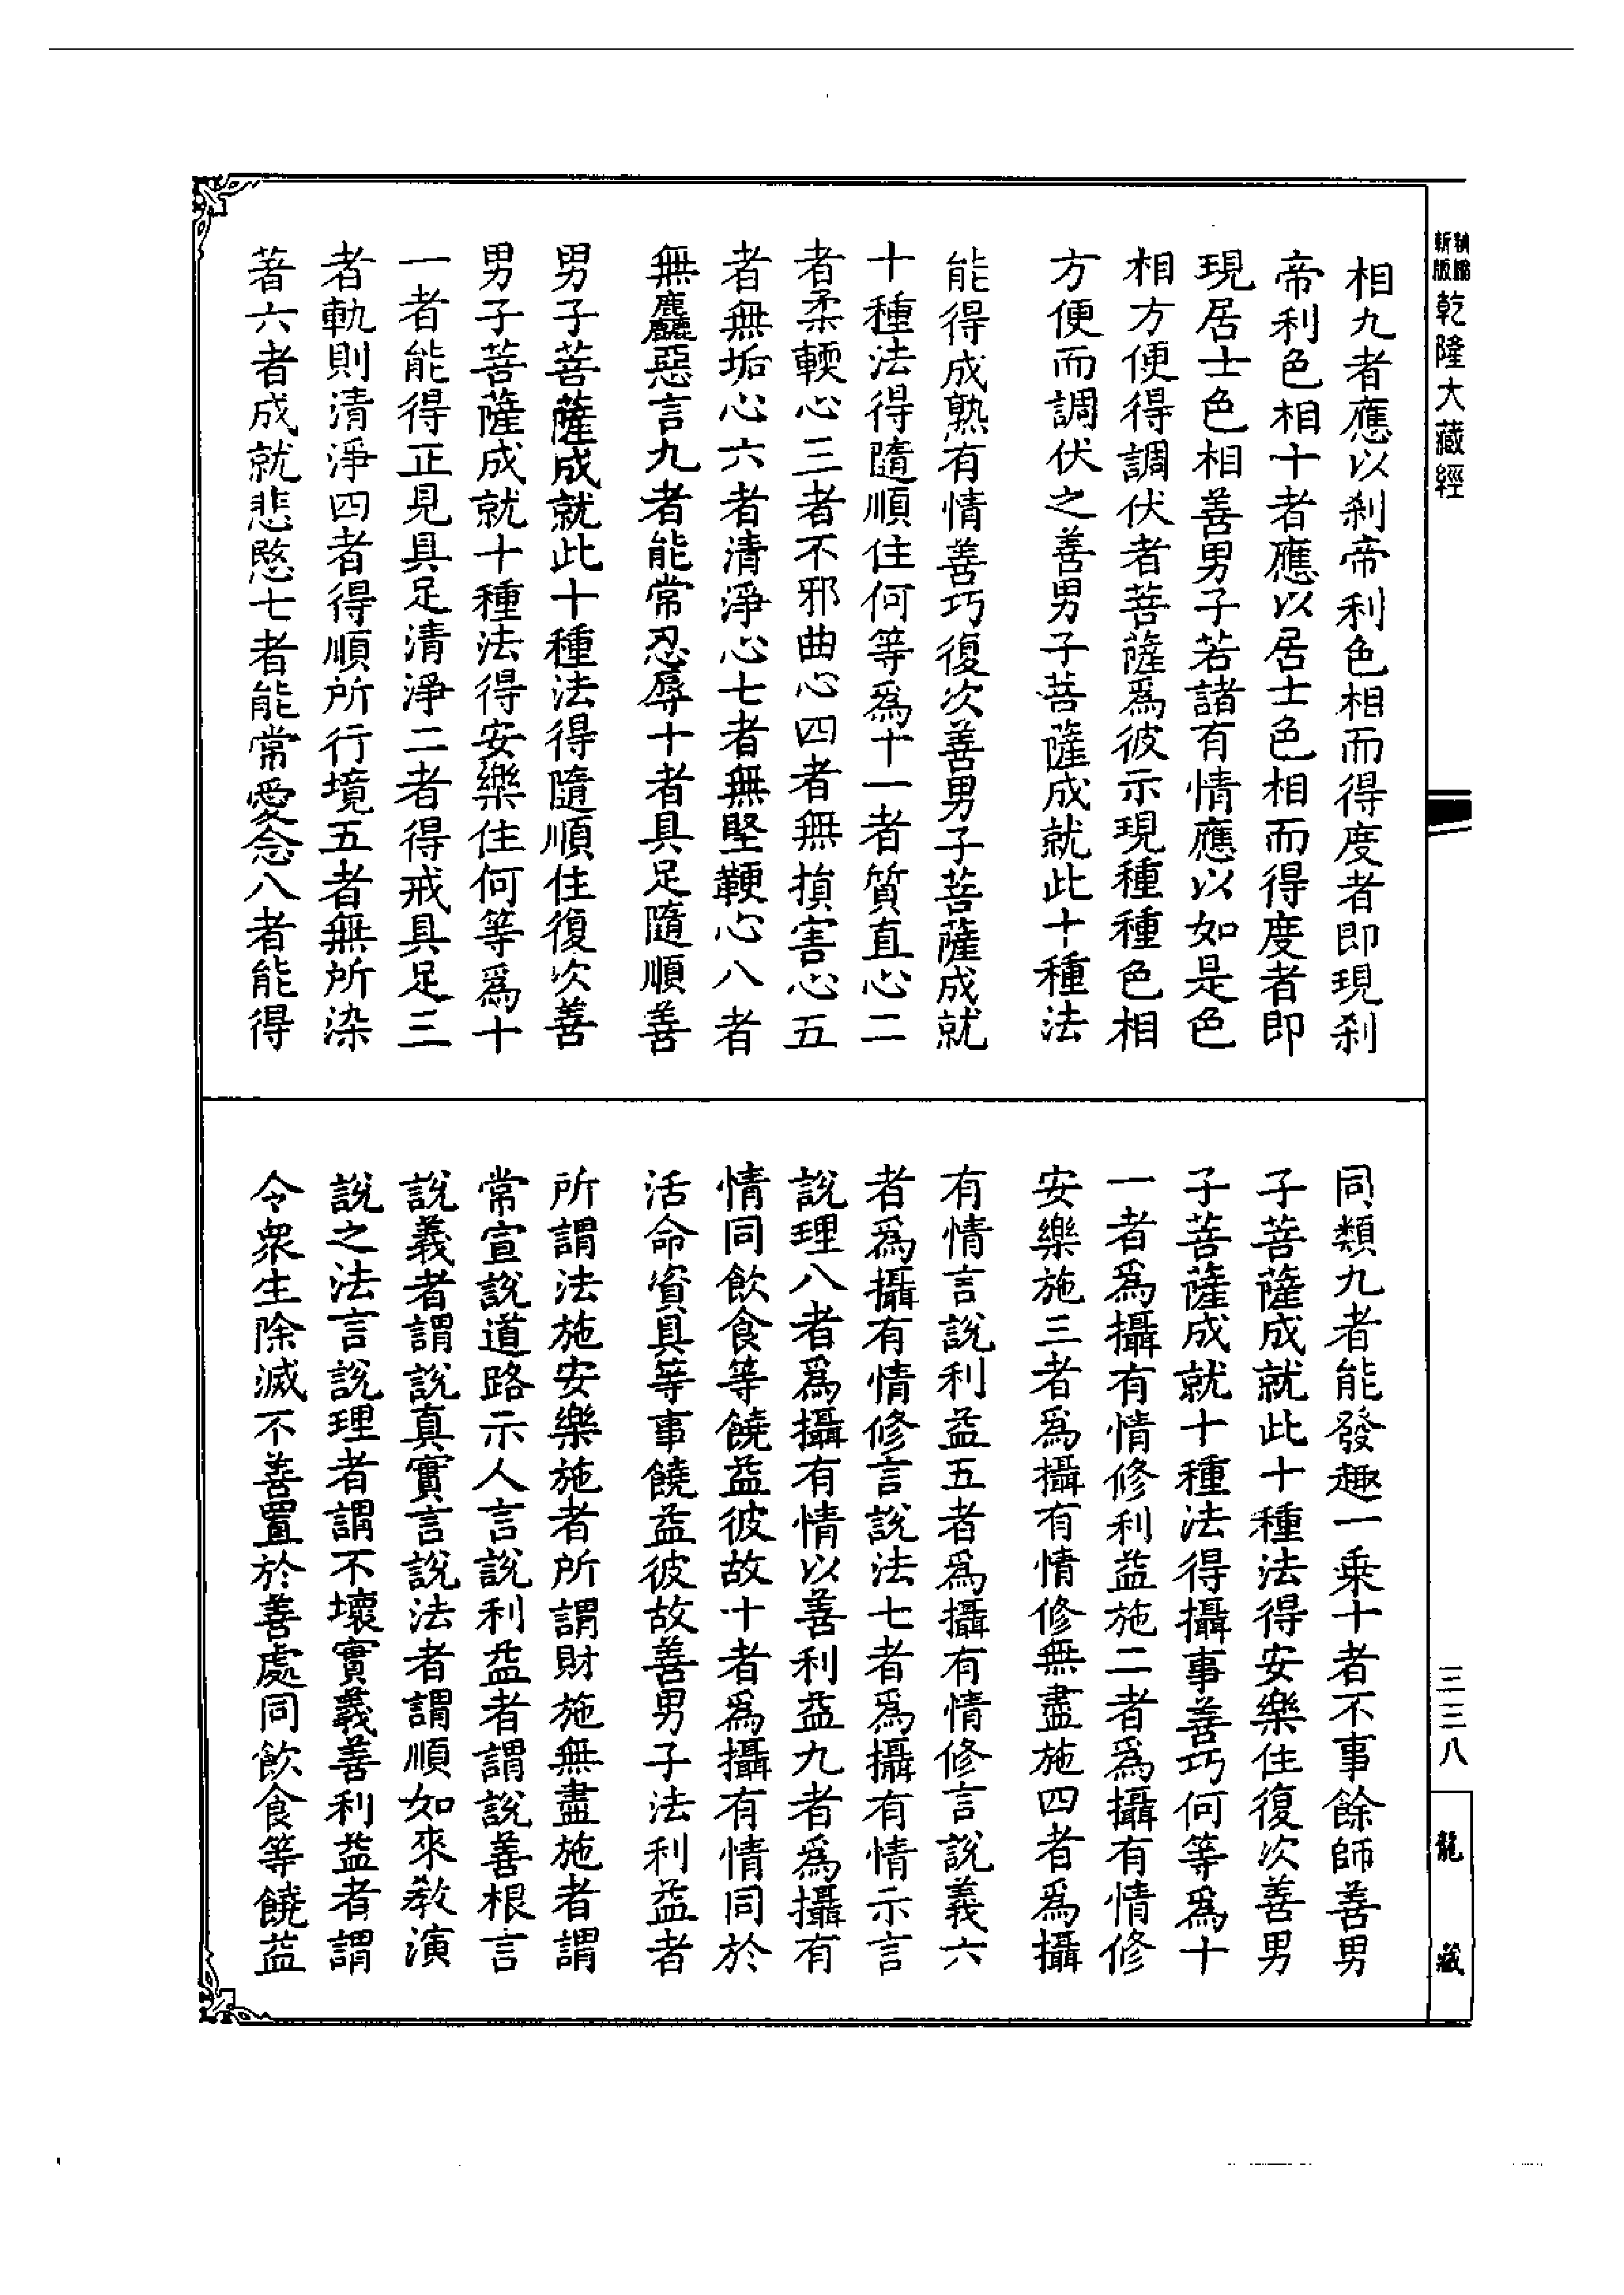 新版
乾隆大藏經
相九者應以刹帝利色相而得度者即現刹
帝利色相十者應以居士色相而得度者即
現居士色相善男子若諸有情應以如是色
相方便得調伏者菩薩爲彼示現種種色相
方便而調伏之善男子菩薩成就此十種法
能得成熟有情善巧復次善男子菩薩成就
十種法得隨順住何等爲十一者質直心二
者柔輭心三者不邪曲心四者無損害心五
者無垢心六者清淨心七者無堅鞕心八者
無麤惡言九者能常忍辱十者具足隨順善
男子菩薩成就此十種法得隨順住復次善
男子菩薩成就十種法得安樂住何等爲十
一者能得正見具足清淨二者得戒具足三
者軌則清淨四者得順所行境五者無所染
著六者成就悲愍七者能常愛念八者能得
同類九者能發趣一乘十者不事餘師善男
子菩薩成就此十種法得安樂住復次善男
子菩薩成就十種法得攝事善巧何等爲十
一者爲攝有情修利益施二者爲攝有情修
安樂施三者爲攝有情修無盡施四者爲攝
有情言說利益五者爲攝有情修言說義六
者爲攝有情修言說法七者爲攝有情示言
說理八者爲攝有情以善利益九者爲攝有
情同飲食等饒益彼故十者爲攝有情同於
活命資具等事饒益彼故善男子法利益者
所謂法施安樂施者所謂財施無盡施者謂
常宣說道路示人言說利益者謂說善根言
說義者謂說真實言說法者謂順如來教演
說之法言說理者謂不壞實義善利益者謂
令衆生除滅不善置於善處同飲食等饒益
三三八
龍藏